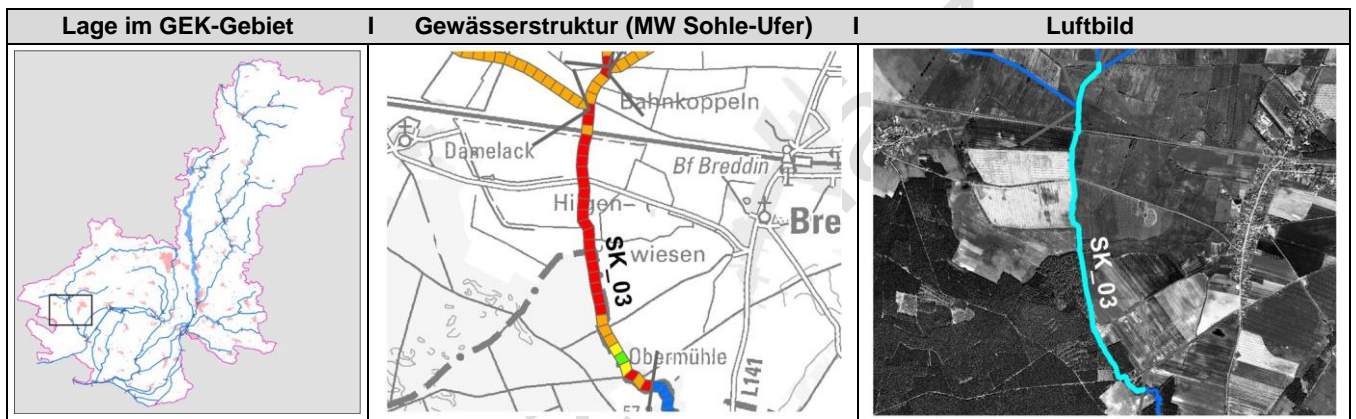 Lage im GEK-Gebiet I Gewässerstruktur (MW Sohle-Ufer) I Luftbild
Bahnkoppeln
Damelack
Bf Breddin
Hirgen-
Bre
wiesen
SK_03
SK_03
Obermühle
L141